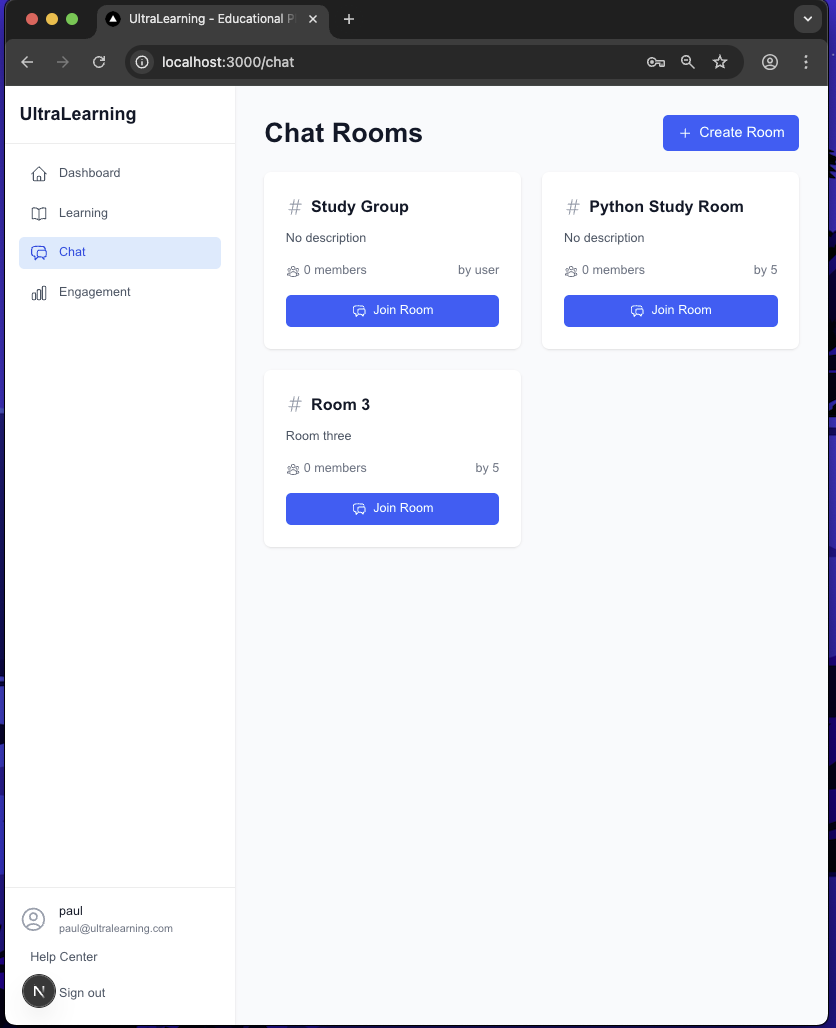 UltraLearning - Educational P
localhost:3000/chat
UltraLearning
Dashboard
Learning
Chat
Engagement
Chat Rooms
+ Create Room
# Study Group
No description
0 members by user
Join Room
# Python Study Room
No description
0 members by 5
Join Room
# Room 3
Room three
0 members by 5
Join Room
paul
paul@ultralearning.com
Help Center
N
Sign out